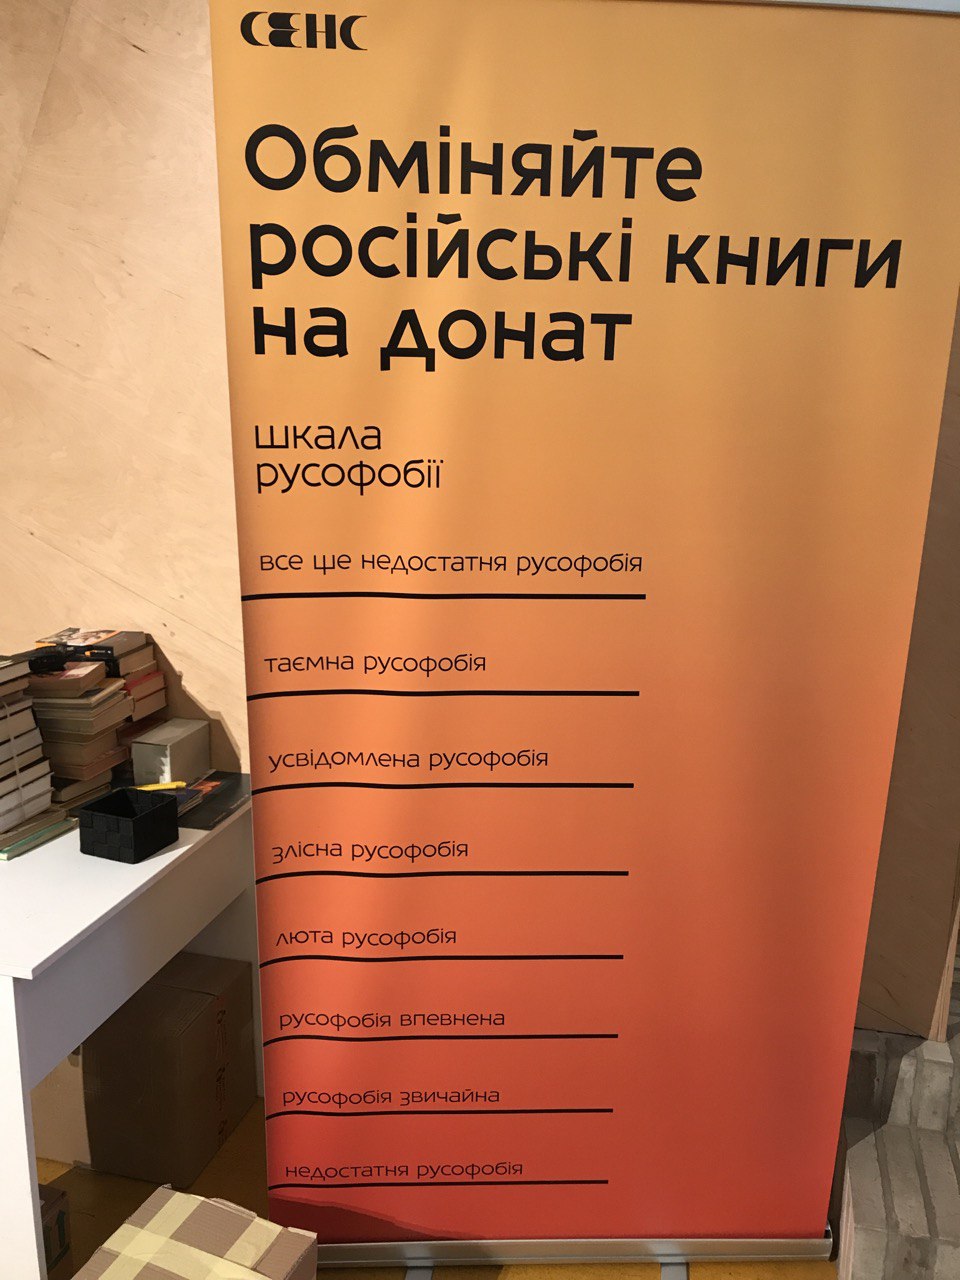 СЕНС
Обміняйте
російські книги
на донат
шкала
русофобії
все ще недостатня русофобія
таємна русофобія
усвідомлена русофобія
злісна русофобія
люта русофобія
русофобія впевнена
русофобія звичайна
недостатня русофобія